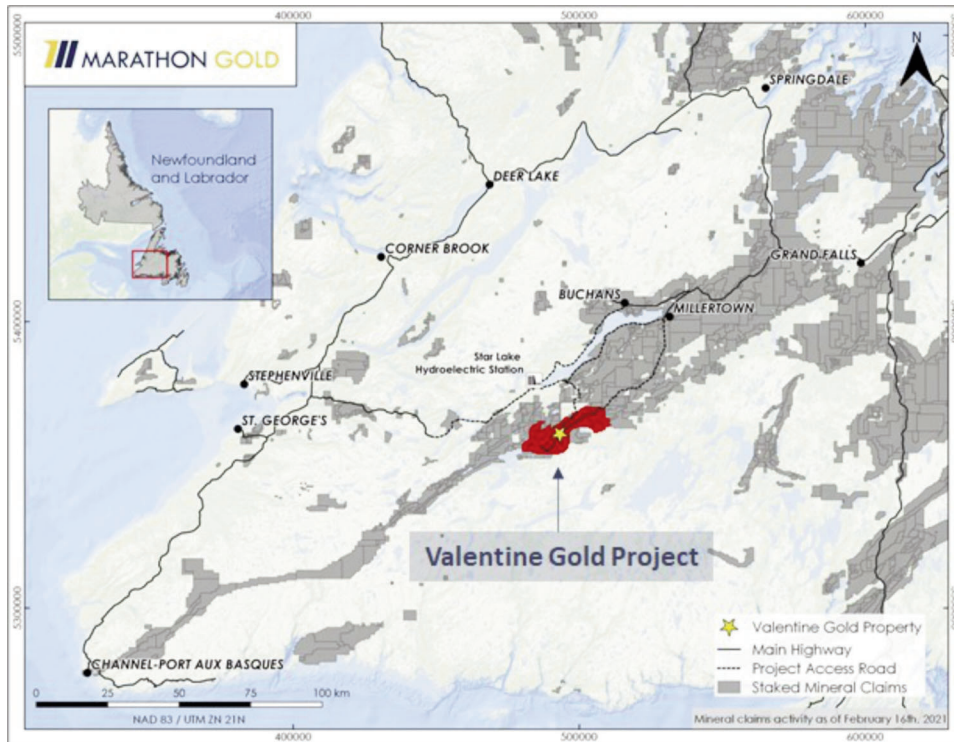 400000
500000
600000
5500000
MARATHON GOLD
N
SPRINGDALE
Newfoundland
and Labrador
DEER LAKE
CORNER BROOK
GRAND FALLS
BUCHANS
MILLERTOWN
5400000
Star Lake
Hydroelectric Station
STEPHENVILLE
ST. GEORGE'S
Valentine Gold Project
5300000
Valentine Gold Property
Main Highway
Project Access Road
Staked Mineral Claims
CHANNEL-PORT AUX BASQUES
0 25 50 75 100 km
NAD 83 / UTM ZN 21N
Mineral claims activity as of February 16th, 2021
400000
500000
600000
5500000
5400000
5300000